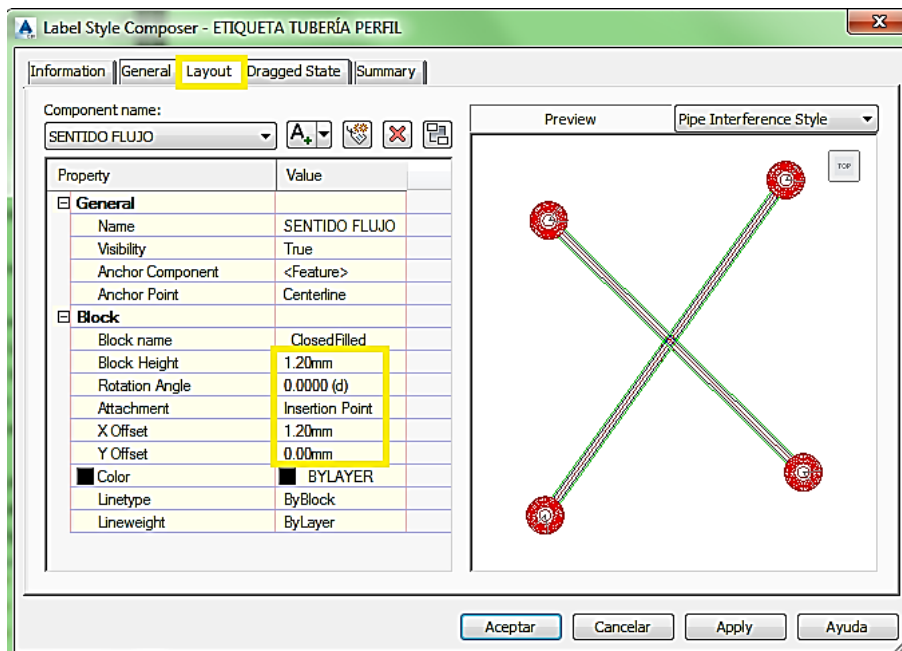 Label Style Composer - ETIQUETA TUBERÍA PERFIL
Information General Layout Dragged State Summary
Component name:
SENTIDO FLUJO
Preview Pipe Interference Style
TOP
Property Value
General
Name SENTIDO FLUJO
Visibility True
Anchor Component <Feature>
Anchor Point Centerline
Block
Block name ClosedFilled
Block Height 1.20mm
Rotation Angle 0.0000 (d)
Attachment Insertion Point
X Offset 1.20mm
Y Offset 0.00mm
Color BYLAYER
Linetype ByBlock
Lineweight ByLayer
Aceptar Cancelar Apply Ayuda